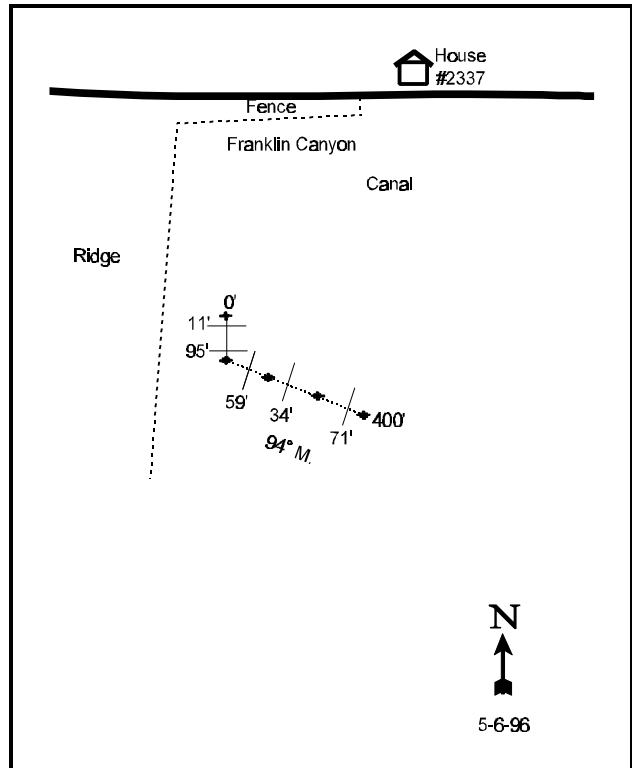 House
#2337
Fence
Franklin Canyon
Canal
Ridge
0'
11'
95'
59'
34'
71'
400'
94° M.
N
5-6-96